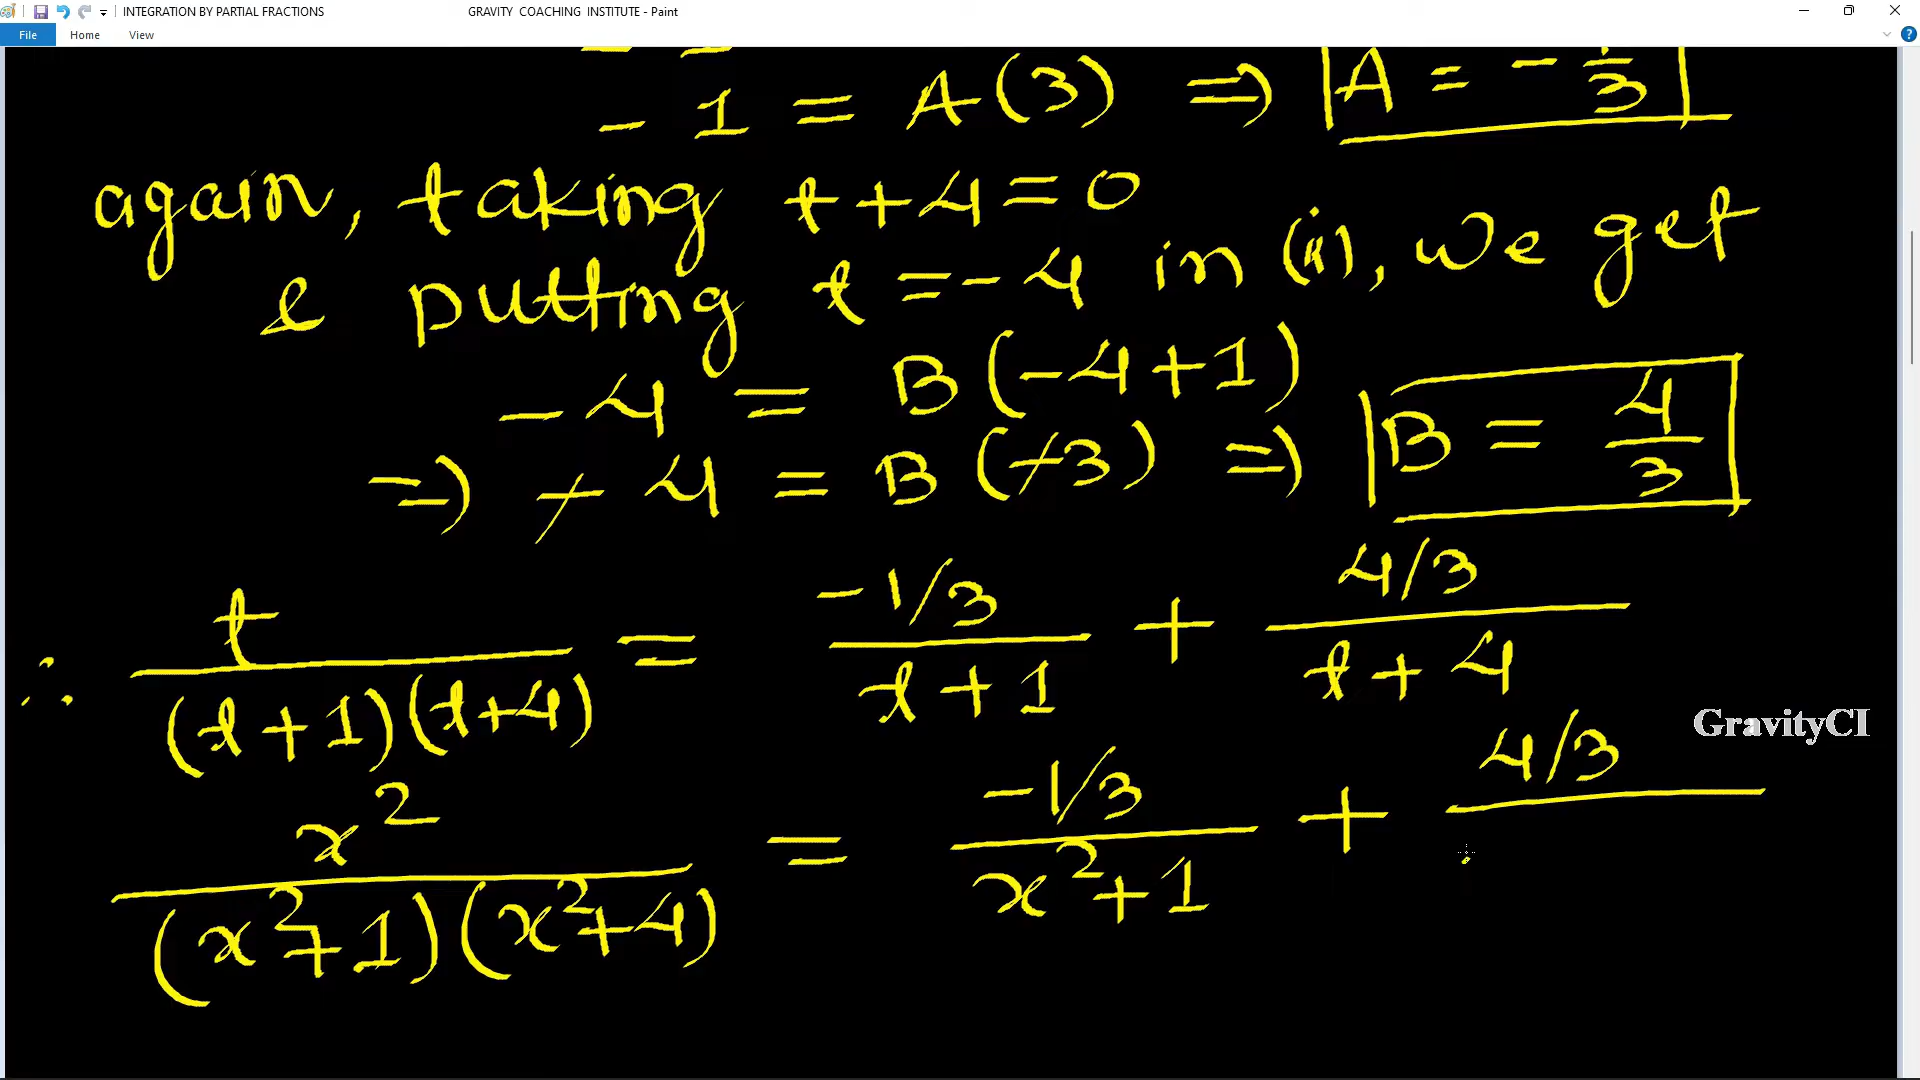 INTEGRATION BY PARTIAL FRACTIONS GRAVITY COACHING INSTITUTE - Paint
File Home View
- 1 = A(3) => A = - 1/3
again, taking t+4=0
& putting t=-4 in (ii), we get
-4 = B(-4+1)
=> -4 = B(-3) => B = 4/3
∴ t/((t+1)(t+4)) = (-1/3)/(t+1) + (4/3)/(t+4)
GravityCI
x²/((x²+1)(x²+4)) = (-1/3)/(x²+1) + 4/3